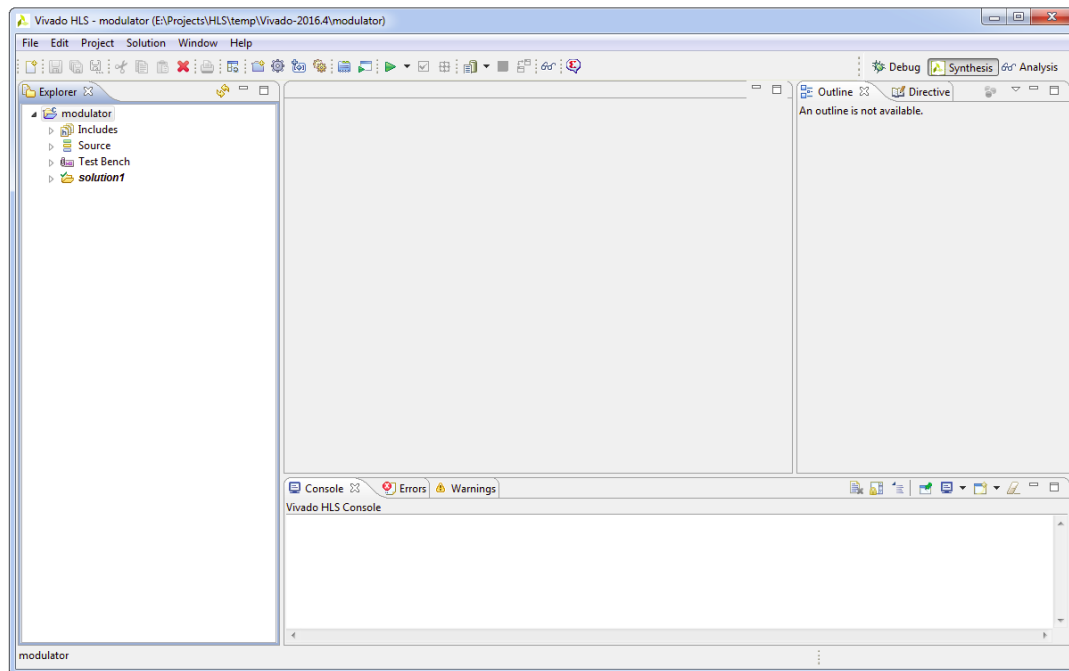 Vivado HLS - modulator (E:\Projects\HLS\temp\Vivado-2016.4\modulator)
File Edit Project Solution Window Help
Debug Synthesis Analysis
Explorer
modulator
Includes
Source
Test Bench
solution1
Outline Directive
An outline is not available.
Console Errors Warnings
Vivado HLS Console
modulator